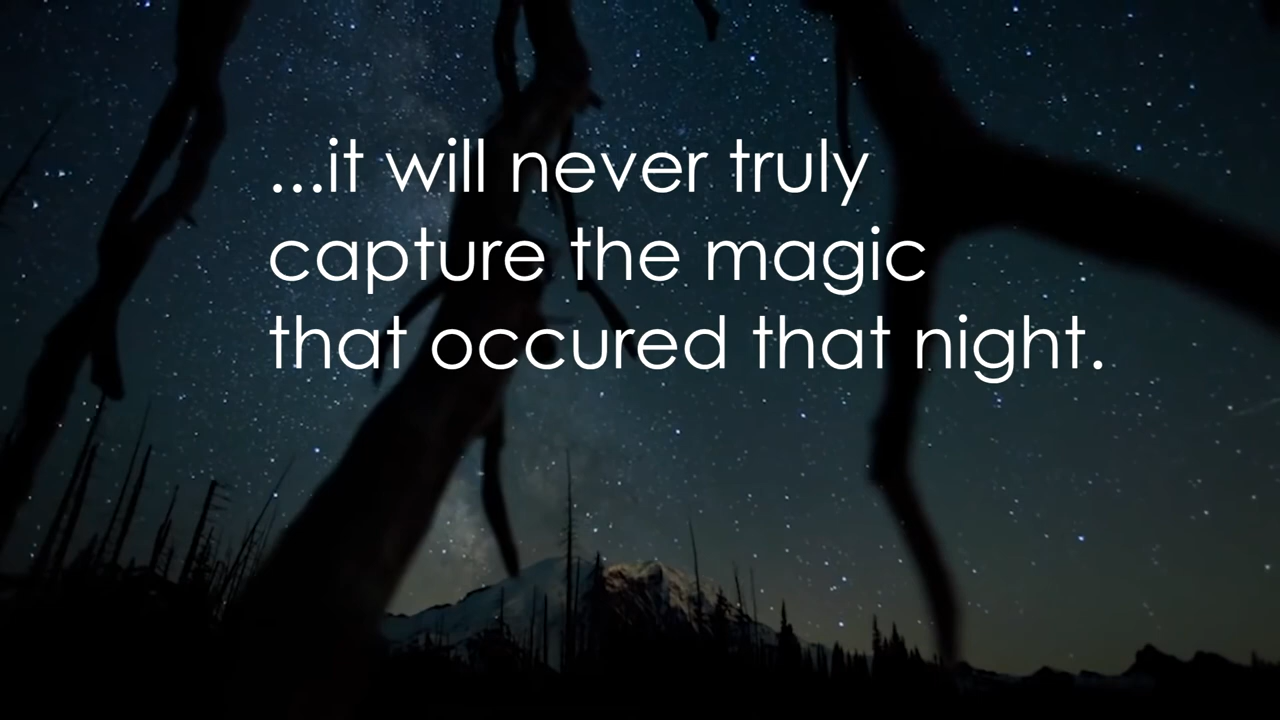 ...it will never truly
capture the magic
that occured that night.